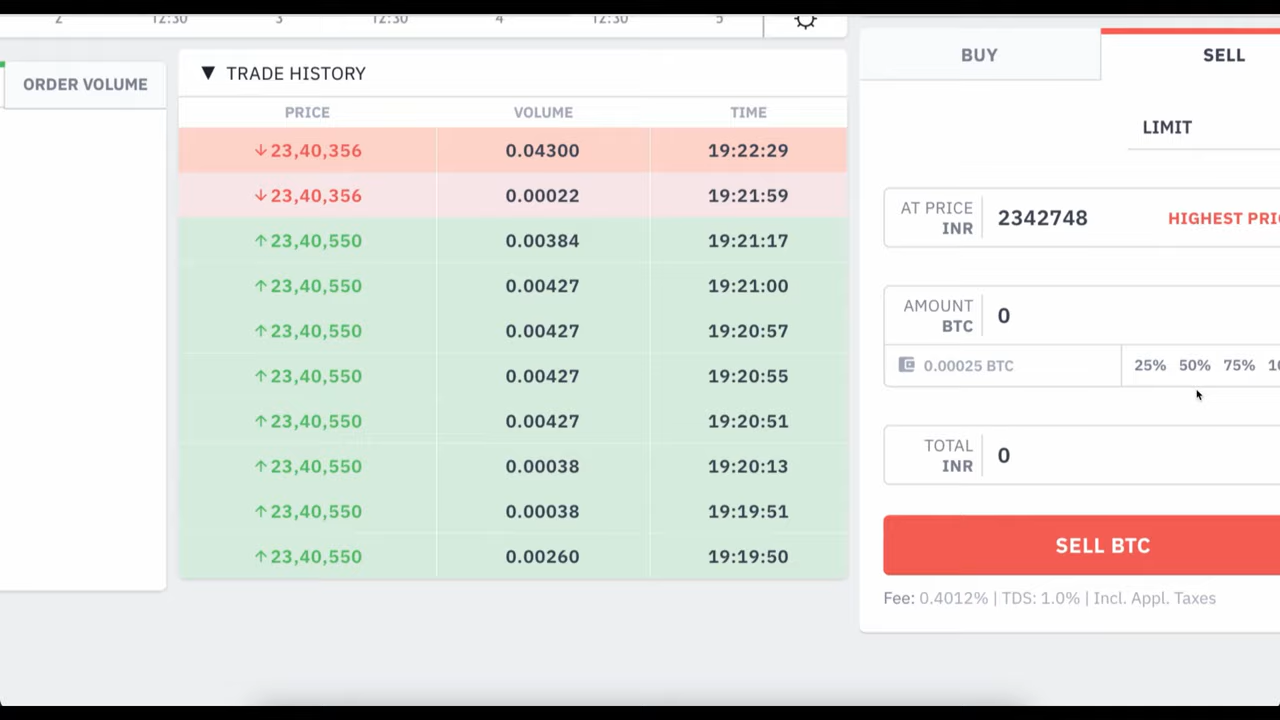 2 12:30 3 12:30 4 12:30 5
ORDER VOLUME
▼ TRADE HISTORY
PRICE VOLUME TIME
↓23,40,356 0.04300 19:22:29
↓23,40,356 0.00022 19:21:59
↑23,40,550 0.00384 19:21:17
↑23,40,550 0.00427 19:21:00
↑23,40,550 0.00427 19:20:57
↑23,40,550 0.00427 19:20:55
↑23,40,550 0.00427 19:20:51
↑23,40,550 0.00038 19:20:13
↑23,40,550 0.00038 19:19:51
↑23,40,550 0.00260 19:19:50
BUY SELL
LIMIT
AT PRICE
INR 2342748 HIGHEST
AMOUNT
BTC 0
0.00025 BTC 25% 50% 75%
TOTAL
INR 0
SELL BTC
Fee: 0.4012% | TDS: 1.0% | Incl. Appl. Taxes